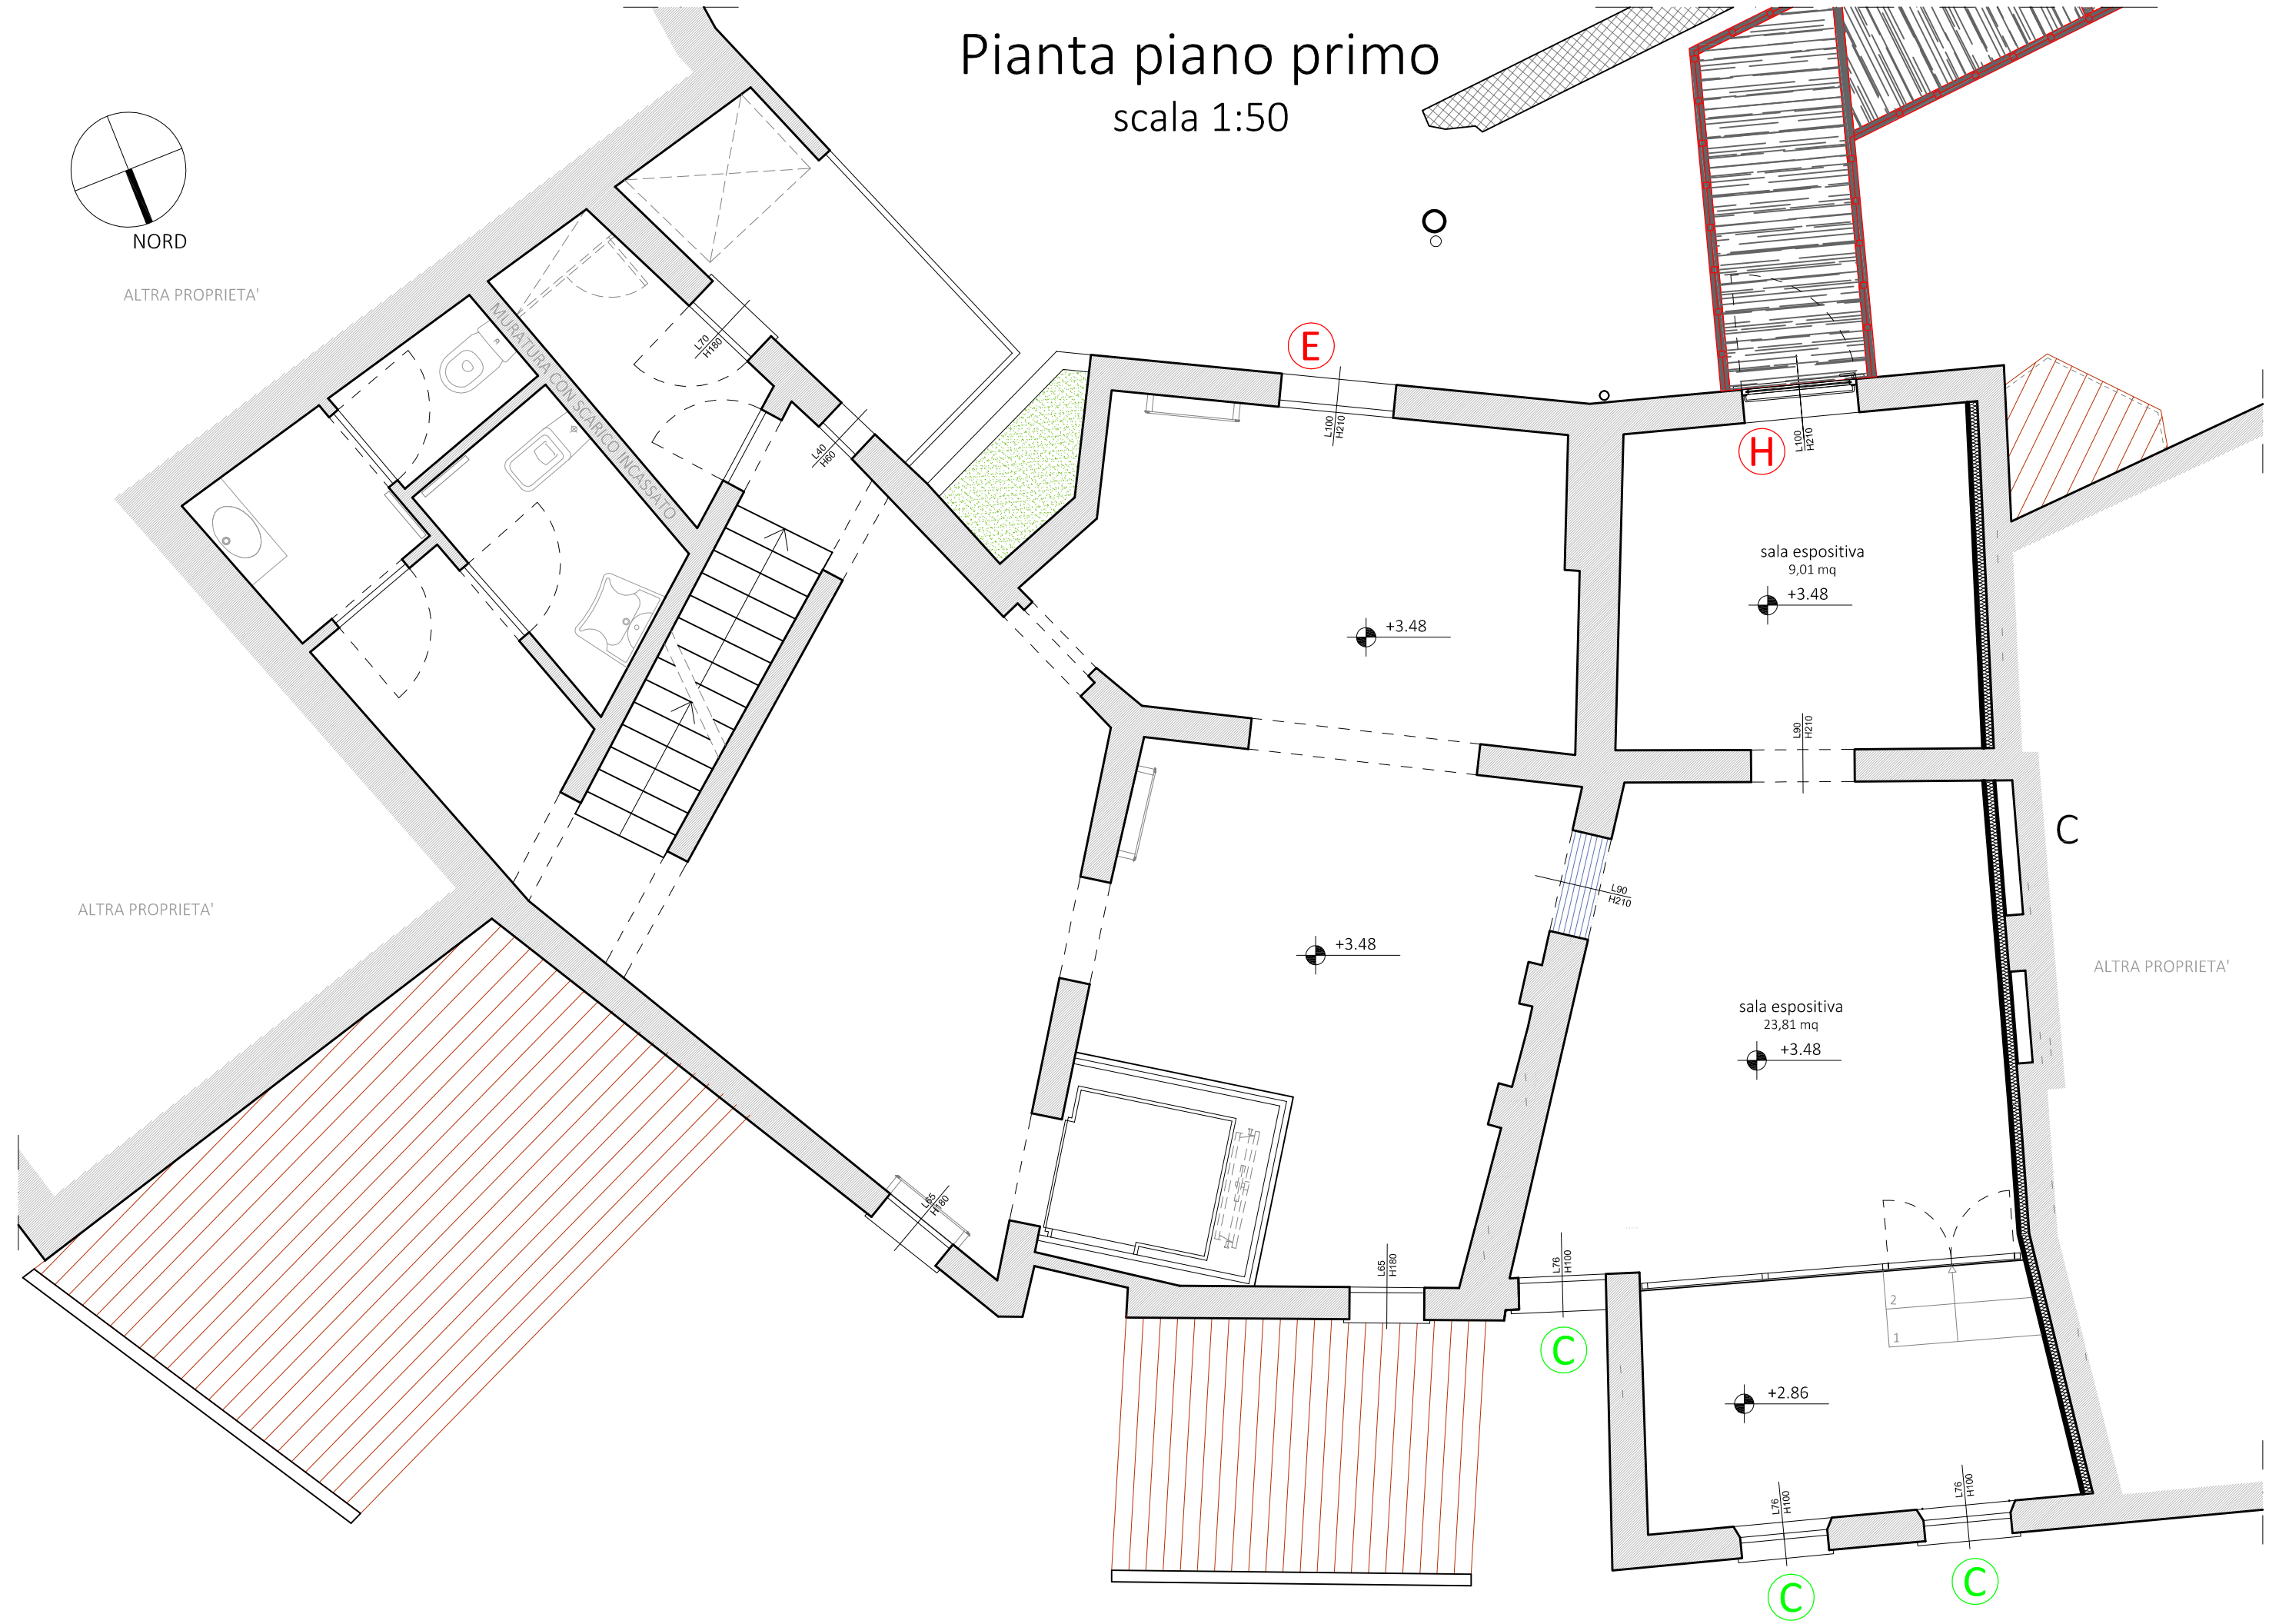 Pianta piano primo
scala 1:50
NORD
ALTRA PROPRIETA'
MURATURA CON SCARICO INCASSATO
L70
H180
L40
H60
E
L100
H210
H
L100
H210
sala espositiva
9,01 mq
+3.48
+3.48
L90
H210
C
L90
H210
ALTRA PROPRIETA'
+3.48
ALTRA PROPRIETA'
sala espositiva
23,81 mq
+3.48
L65
H180
L65
H180
L76
H100
C
2
1
+2.86
L76
H100
L76
H100
C
C